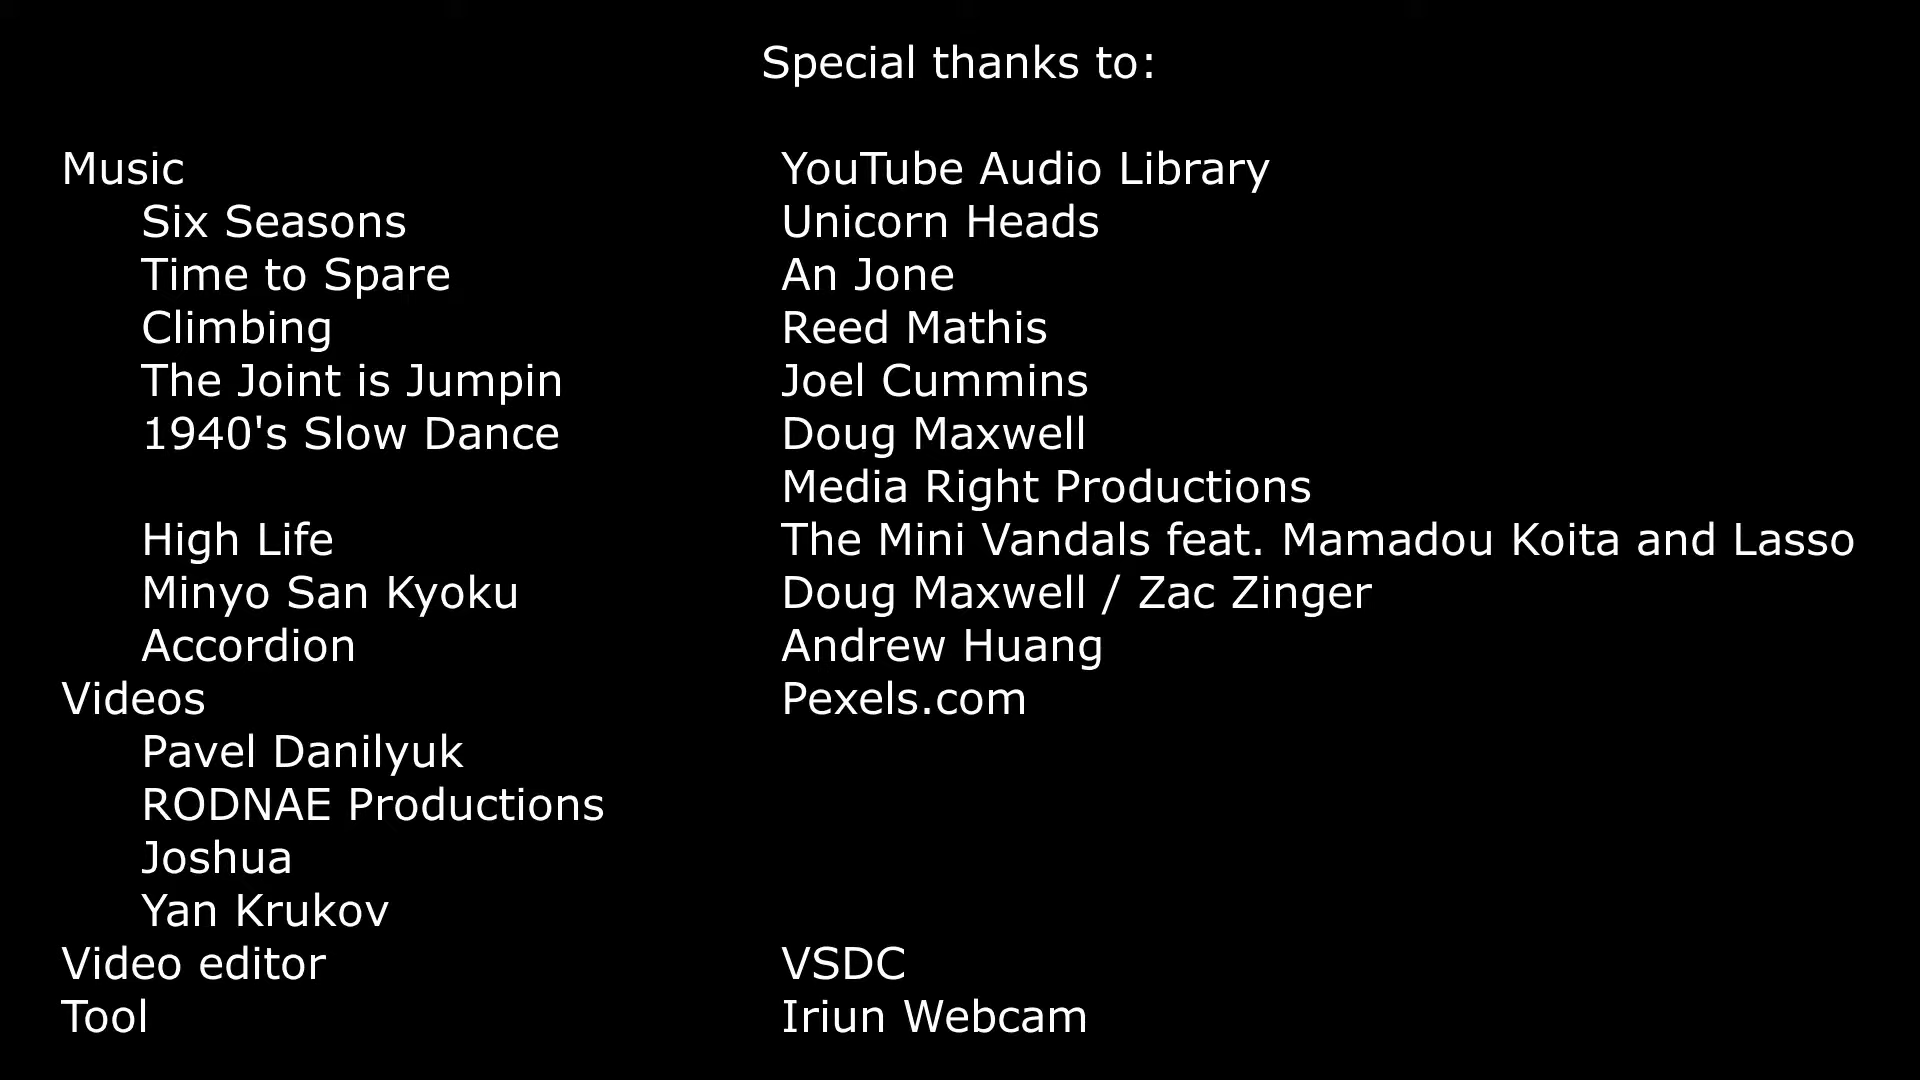 Special thanks to:
Music YouTube Audio Library
Six Seasons Unicorn Heads
Time to Spare An Jone
Climbing Reed Mathis
The Joint is Jumpin Joel Cummins
1940's Slow Dance Doug Maxwell
Media Right Productions
High Life The Mini Vandals feat. Mamadou Koita and Lasso
Minyo San Kyoku Doug Maxwell / Zac Zinger
Accordion Andrew Huang
Videos Pexels.com
Pavel Danilyuk
RODNAE Productions
Joshua
Yan Krukov
Video editor VSDC
Tool Iriun Webcam